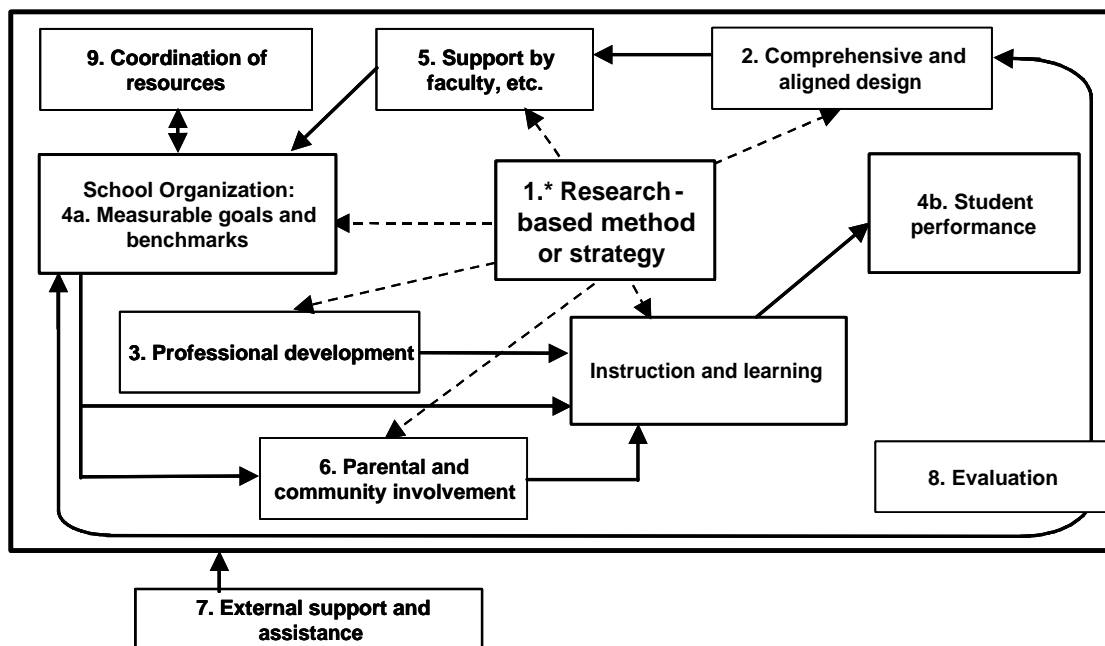 9. Coordination of
resources
5. Support by
faculty, etc.
2. Comprehensive and
aligned design
School Organization:
4a. Measurable goals and
benchmarks
1.* Research-
based method
or strategy
4b. Student
performance
3. Professional development
Instruction and learning
6. Parental and
community involvement
8. Evaluation
7. External support and
assistance